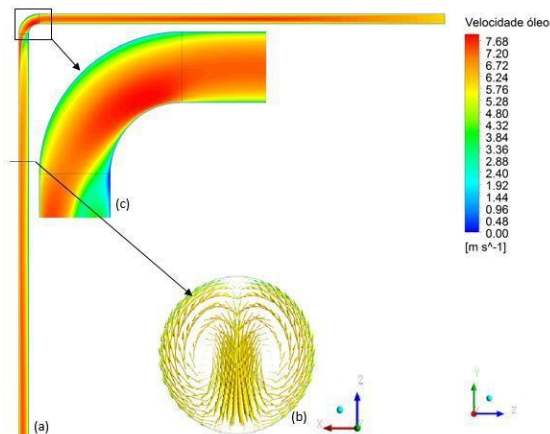 Velocidade óleo
7.68
7.20
6.72
6.24
5.76
5.28
4.80
4.32
3.84
3.36
2.88
2.40
1.92
1.44
0.96
0.48
0.00
[m s^-1]
(c)
(b)
(a)
Z
X
Y
Z